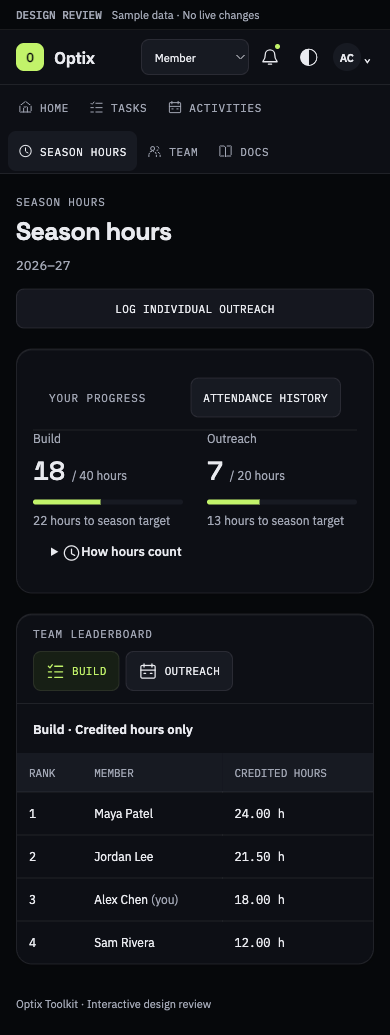 DESIGN REVIEW Sample data · No live changes
O Optix Member AC
HOME TASKS ACTIVITIES
SEASON HOURS TEAM DOCS
SEASON HOURS
Season hours
2026–27
LOG INDIVIDUAL OUTREACH
YOUR PROGRESS ATTENDANCE HISTORY
Build Outreach
18 / 40 hours 7 / 20 hours
22 hours to season target 13 hours to season target
How hours count
TEAM LEADERBOARD
BUILD OUTREACH
Build · Credited hours only
RANK MEMBER CREDITED HOURS
1 Maya Patel 24.00 h
2 Jordan Lee 21.50 h
3 Alex Chen (you) 18.00 h
4 Sam Rivera 12.00 h
Optix Toolkit · Interactive design review